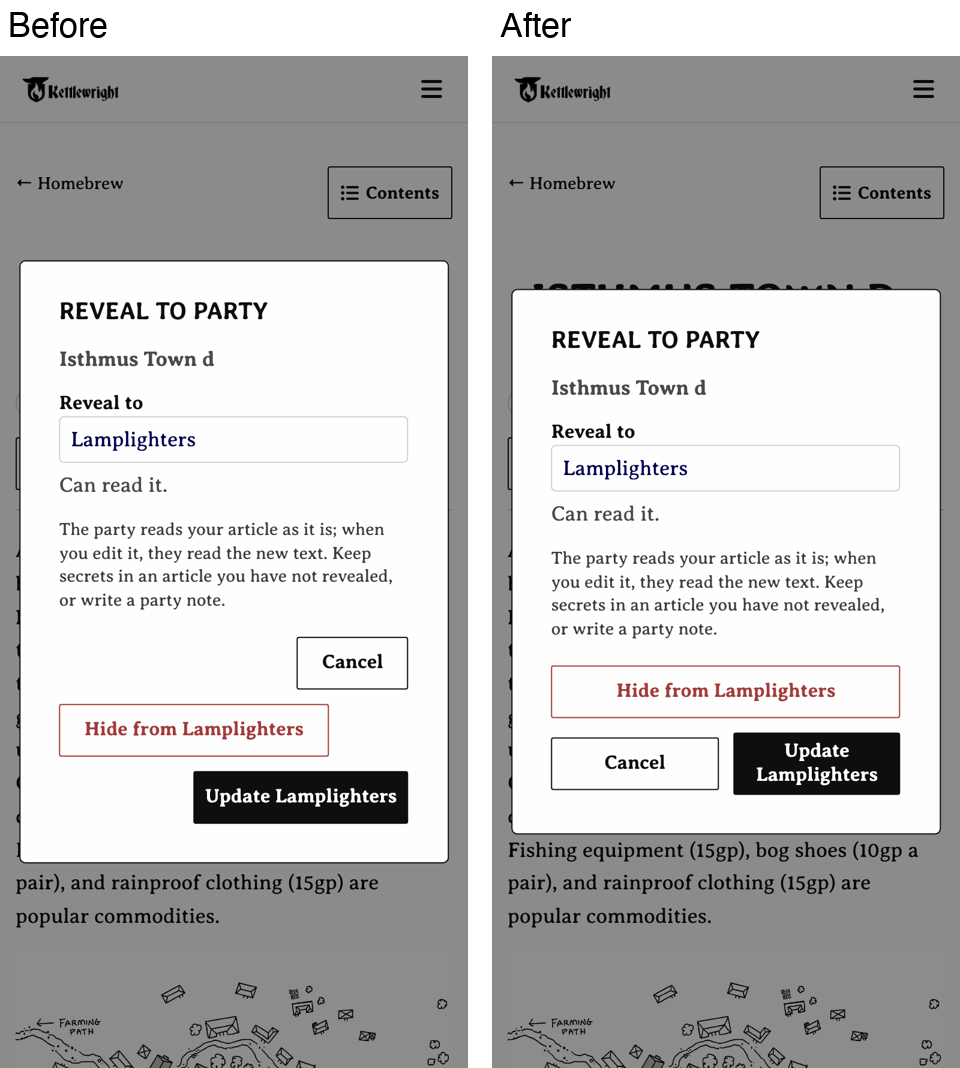 Before
Kettlewright
← Homebrew
Contents
REVEAL TO PARTY
Isthmus Town d
Reveal to
Lamplighters
Can read it.
The party reads your article as it is; when
you edit it, they read the new text. Keep
secrets in an article you have not revealed,
or write a party note.
Cancel
Hide from Lamplighters
Update Lamplighters
pair), and rainproof clothing (15gp) are
popular commodities.
FARMING
PATH
After
Kettlewright
← Homebrew
Contents
ISTHMUS TOWN D
REVEAL TO PARTY
Isthmus Town d
Reveal to
Lamplighters
Can read it.
The party reads your article as it is; when
you edit it, they read the new text. Keep
secrets in an article you have not revealed,
or write a party note.
Hide from Lamplighters
Cancel
Update
Lamplighters
Fishing equipment (15gp), bog shoes (10gp a
pair), and rainproof clothing (15gp) are
popular commodities.
FARMING
PATH